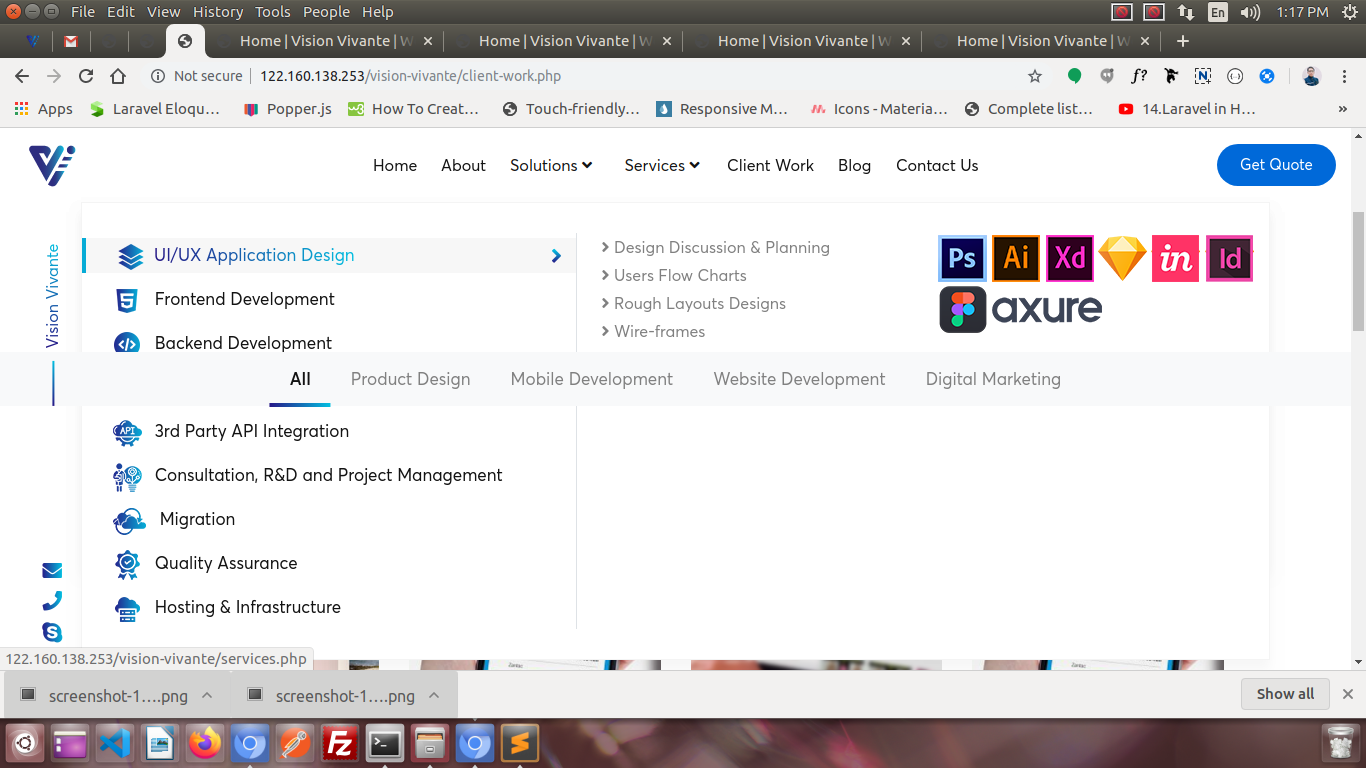 File Edit View History Tools People Help
En 1:17 PM
Home | Vision Vivante | W Home | Vision Vivante | W Home | Vision Vivante | W Home | Vision Vivante | W
Not secure 122.160.138.253/vision-vivante/client-work.php
f?
N
Apps Laravel Eloqu… Popper.js How To Creat… Touch-friendly… Responsive M… Icons - Materia… Complete list… 14.Laravel in H…
Home About Solutions Services Client Work Blog Contact Us Get Quote
Vision Vivante
UI/UX Application Design
Frontend Development
Backend Development
Design Discussion & Planning
Users Flow Charts
Rough Layouts Designs
Wire-frames
Ps Ai Xd in Id
axure
All Product Design Mobile Development Website Development Digital Marketing
API
3rd Party API Integration
Consultation, R&D and Project Management
Migration
Quality Assurance
Hosting & Infrastructure
122.160.138.253/vision-vivante/services.php
screenshot-1….png screenshot-1….png Show all
Fz